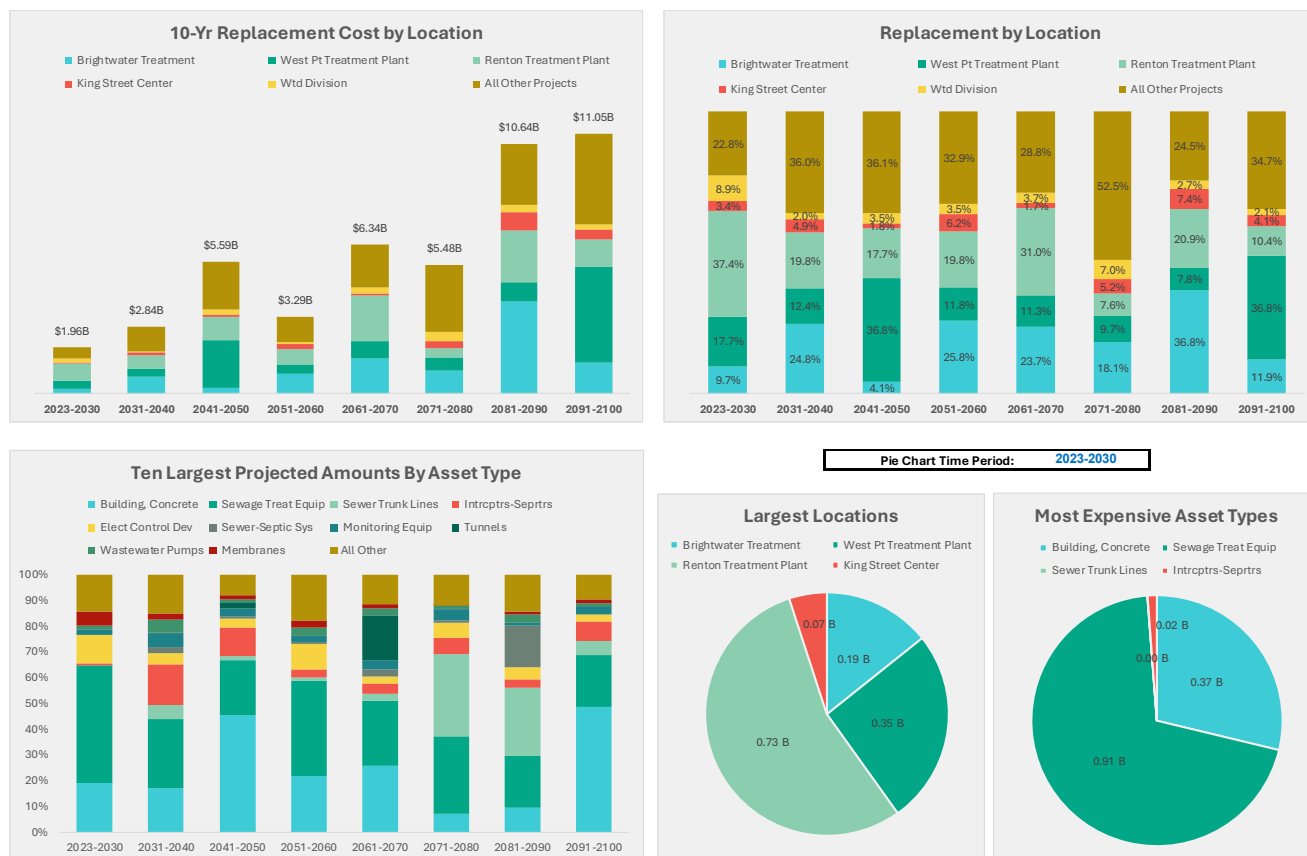 10-Yr Replacement Cost by Location
Brightwater Treatment West Pt Treatment Plant Renton Treatment Plant
King Street Center Wtd Division All Other Projects
$11.05B
$10.64B
$6.34B
$5.59B
$5.48B
$3.29B
$2.84B
$1.96B
2023-2030 2031-2040 2041-2050 2051-2060 2061-2070 2071-2080 2081-2090 2091-2100
Replacement by Location
Brightwater Treatment West Pt Treatment Plant Renton Treatment Plant
King Street Center Wtd Division All Other Projects
22.8% 8.9% 3.4% 37.4% 17.7% 9.7%
36.0% 2.0% 4.9% 19.8% 12.4% 24.8%
36.1% 3.5% 1.8% 17.7% 36.8% 4.1%
32.9% 3.5% 6.2% 19.8% 11.8% 25.8%
28.8% 3.7% 1.7% 31.0% 11.3% 23.7%
52.5% 7.0% 5.2% 7.6% 9.7% 18.1%
24.5% 2.7% 7.4% 20.9% 7.8% 36.8%
34.7% 2.1% 4.1% 10.4% 36.8% 11.9%
2023-2030 2031-2040 2041-2050 2051-2060 2061-2070 2071-2080 2081-2090 2091-2100
Ten Largest Projected Amounts By Asset Type
Building, Concrete Sewage Treat Equip Sewer Trunk Lines Intrcptrs-Seprtrs
Elect Control Dev Sewer-Septic Sys Monitoring Equip Tunnels
Wastewater Pumps Membranes All Other
100%
90%
80%
70%
60%
50%
40%
30%
20%
10%
0%
2023-2030 2031-2040 2041-2050 2051-2060 2061-2070 2071-2080 2081-2090 2091-2100
Pie Chart Time Period: 2023-2030
Largest Locations
Brightwater Treatment West Pt Treatment Plant
Renton Treatment Plant King Street Center
0.07 B
0.19 B
0.35 B
0.73 B
Most Expensive Asset Types
Building, Concrete Sewage Treat Equip
Sewer Trunk Lines Intrcptrs-Seprtrs
0.02 B
0.00 B
0.37 B
0.91 B